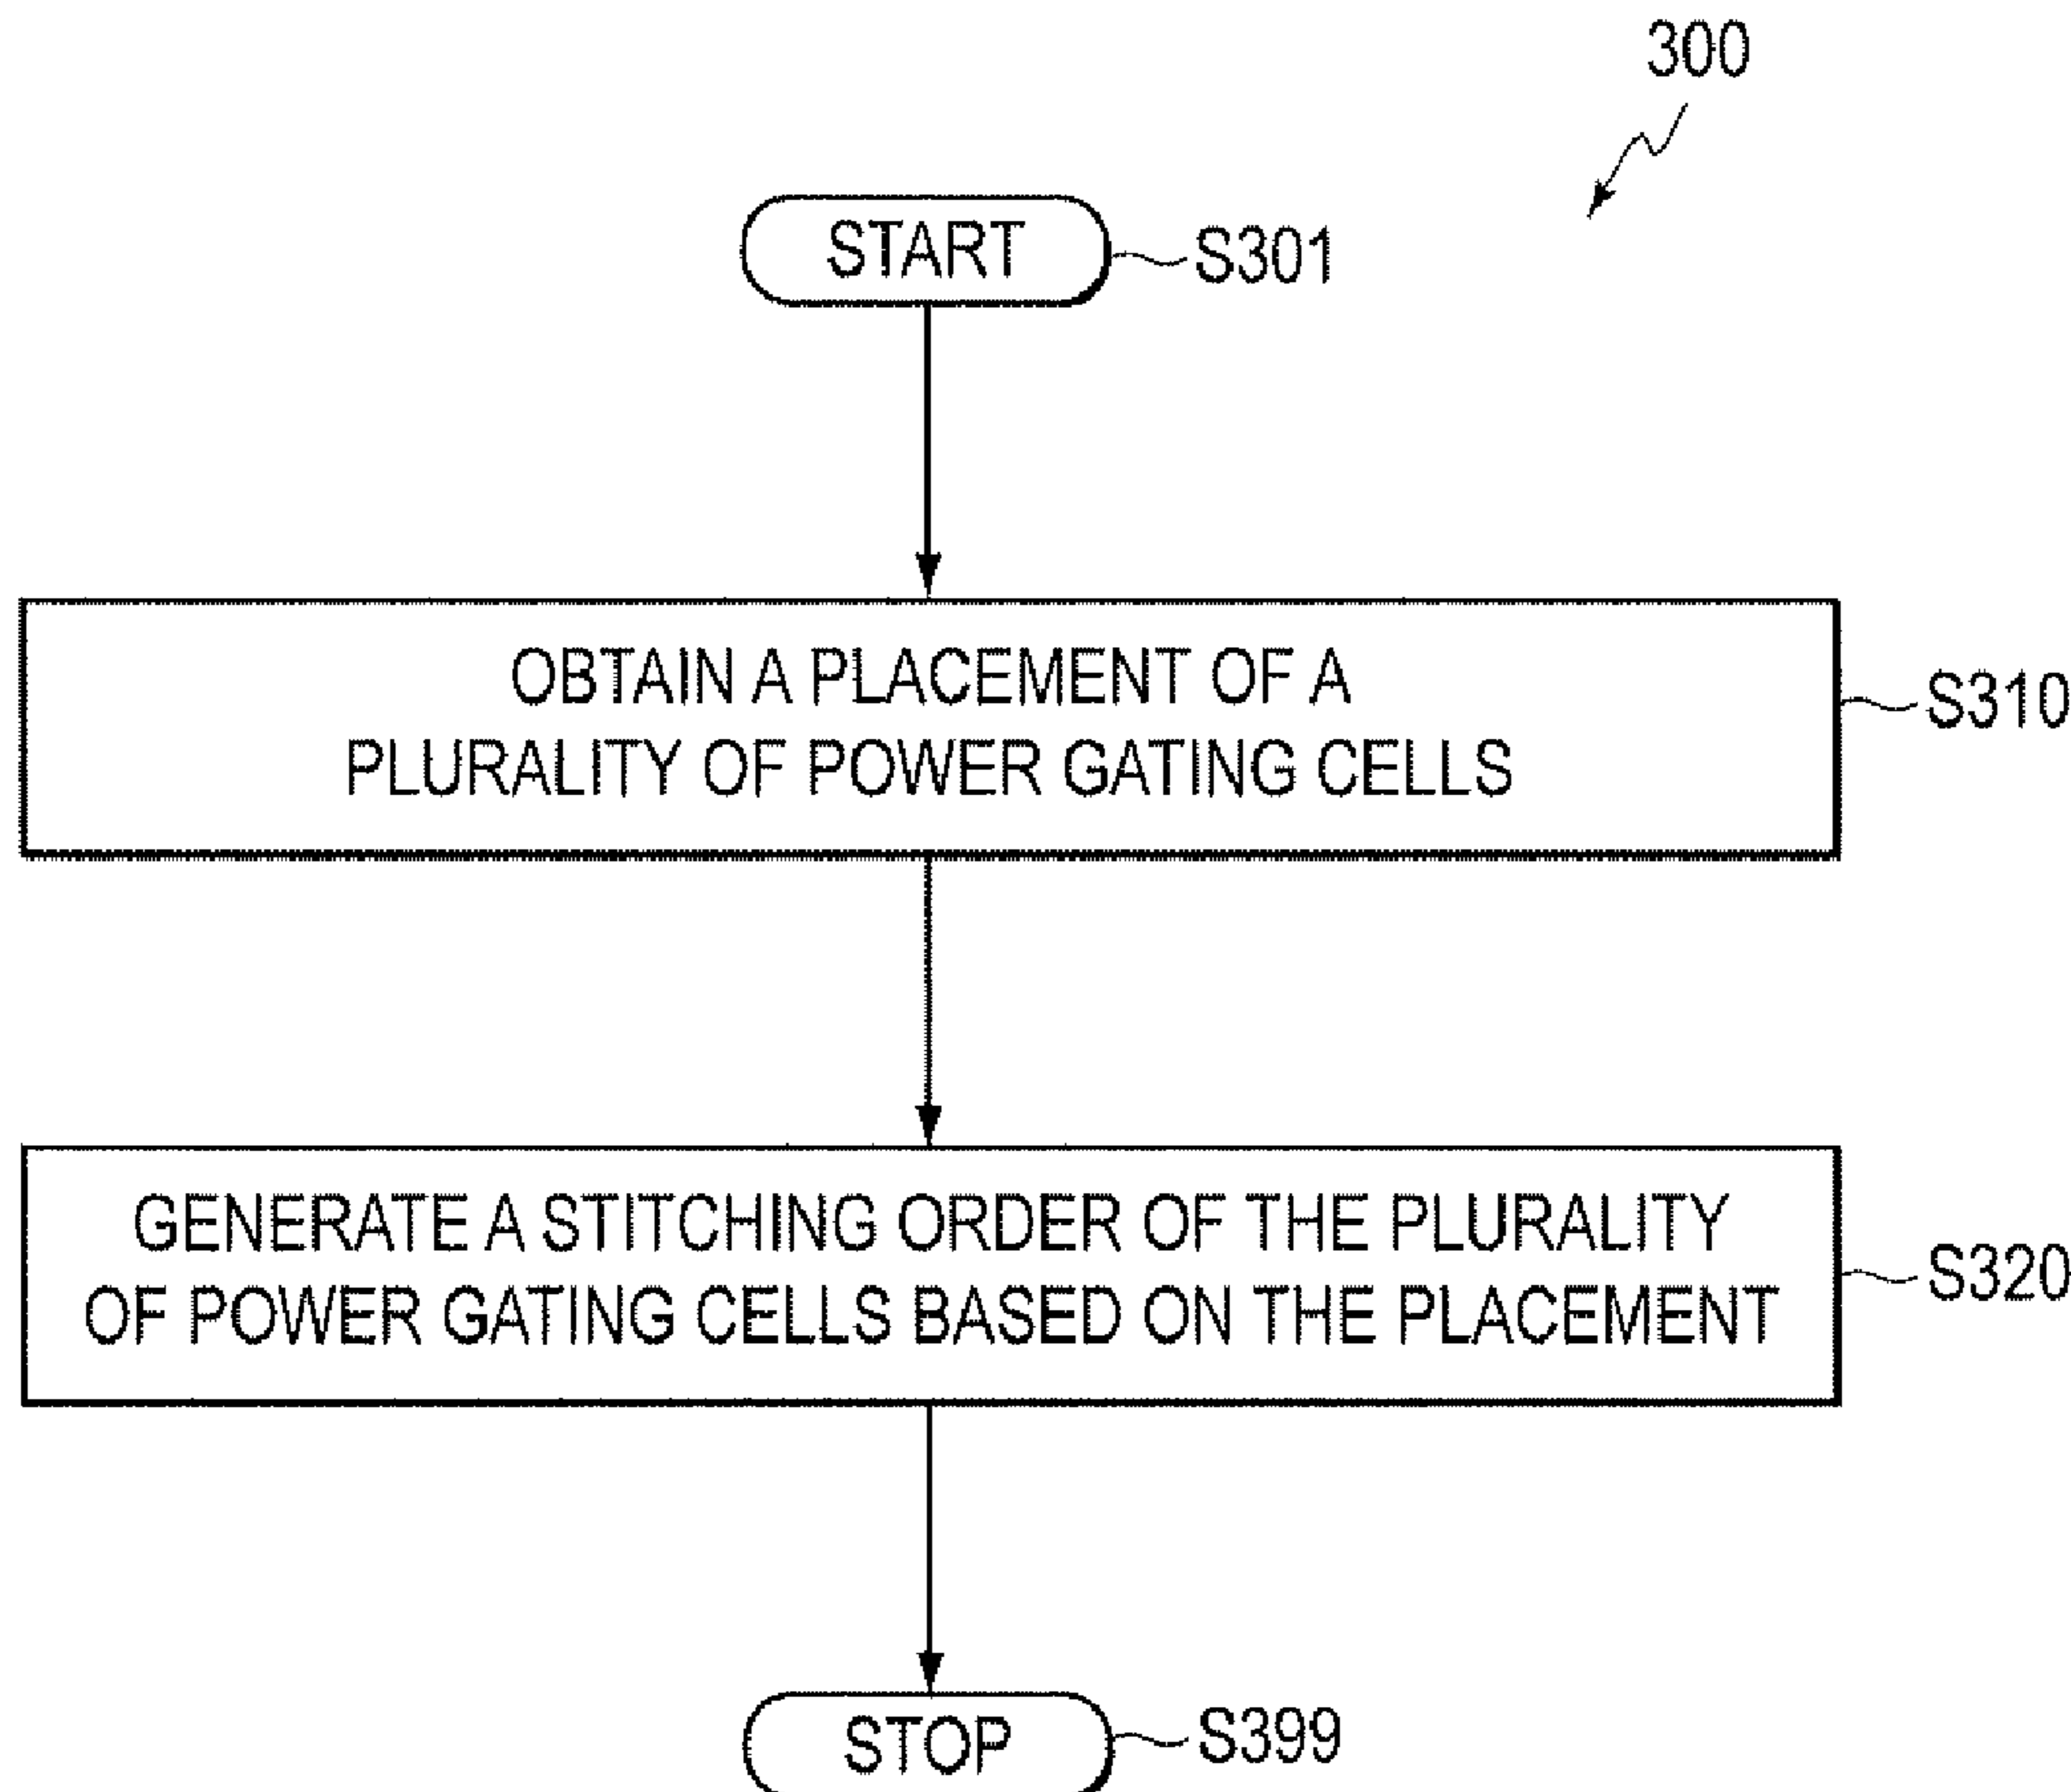 300
START
S301
OBTAIN A PLACEMENT OF A
PLURALITY OF POWER GATING CELLS
S310
GENERATE A STITCHING ORDER OF THE PLURALITY
OF POWER GATING CELLS BASED ON THE PLACEMENT
S320
STOP
S399